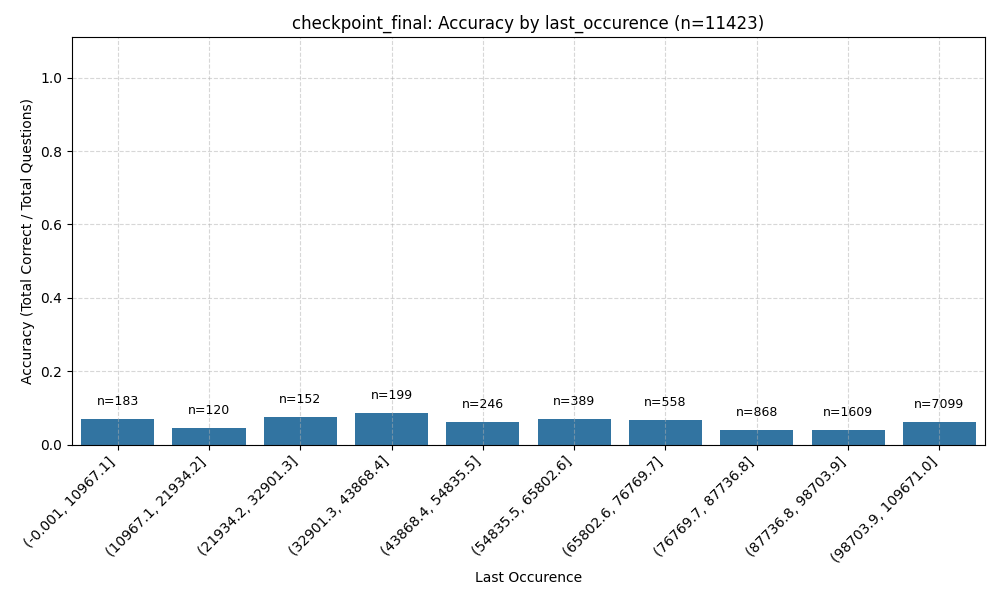 checkpoint_final: Accuracy by last_occurence (n=11423)
Accuracy (Total Correct / Total Questions)
1.0
0.8
0.6
0.4
0.2
0.0
n=183
n=120
n=152
n=199
n=246
n=389
n=558
n=868
n=1609
n=7099
(-0.001, 10967.1]
(10967.1, 21934.2]
(21934.2, 32901.3]
(32901.3, 43868.4]
(43868.4, 54835.5]
(54835.5, 65802.6]
(65802.6, 76769.7]
(76769.7, 87736.8]
(87736.8, 98703.9]
(98703.9, 109671.0]
Last Occurence